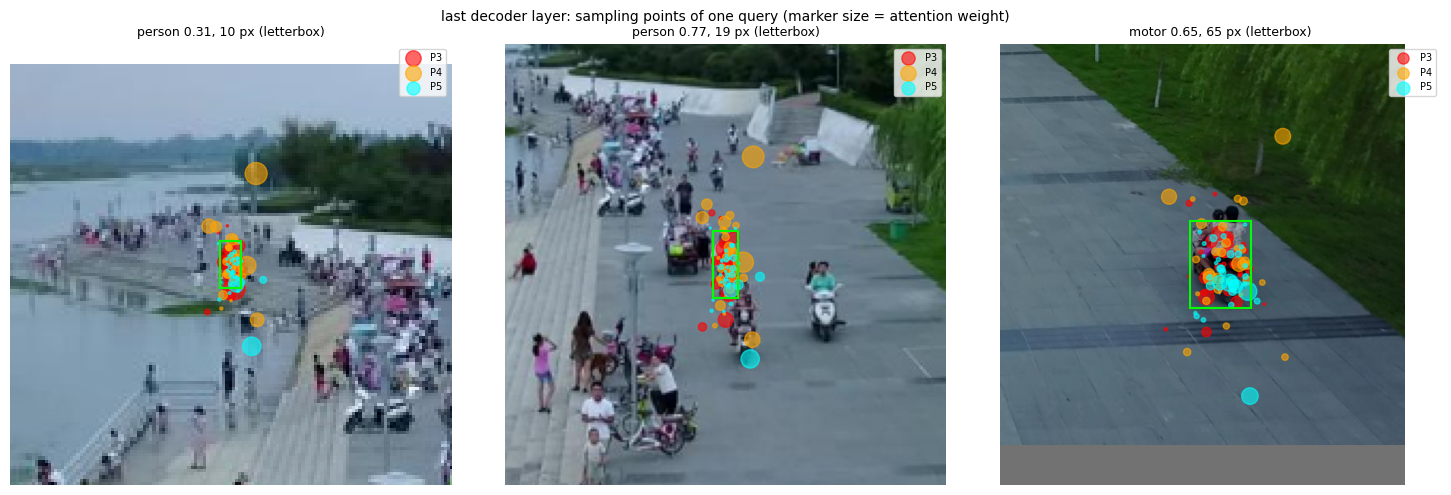 last decoder layer: sampling points of one query (marker size = attention weight)
person 0.31, 10 px (letterbox)
P3
P4
P5
person 0.77, 19 px (letterbox)
P3
P4
P5
motor 0.65, 65 px (letterbox)
P3
P4
P5